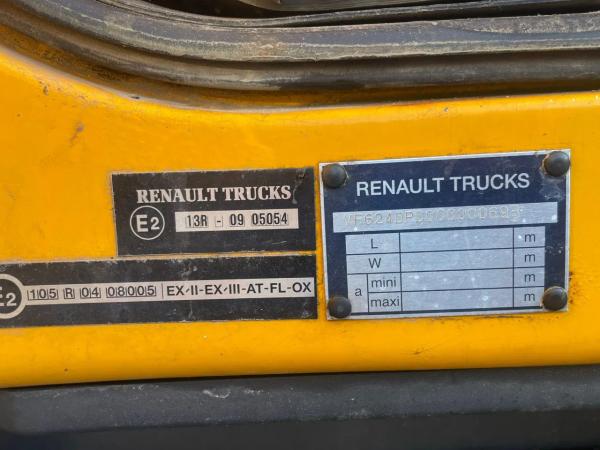 RENAULT TRUCKS
E2 13R - 09 05054
E2 105 R 04 08005 EX/II-EX/III-AT-FL-OX
RENAULT TRUCKS
L m
W m
a mini m
maxi m